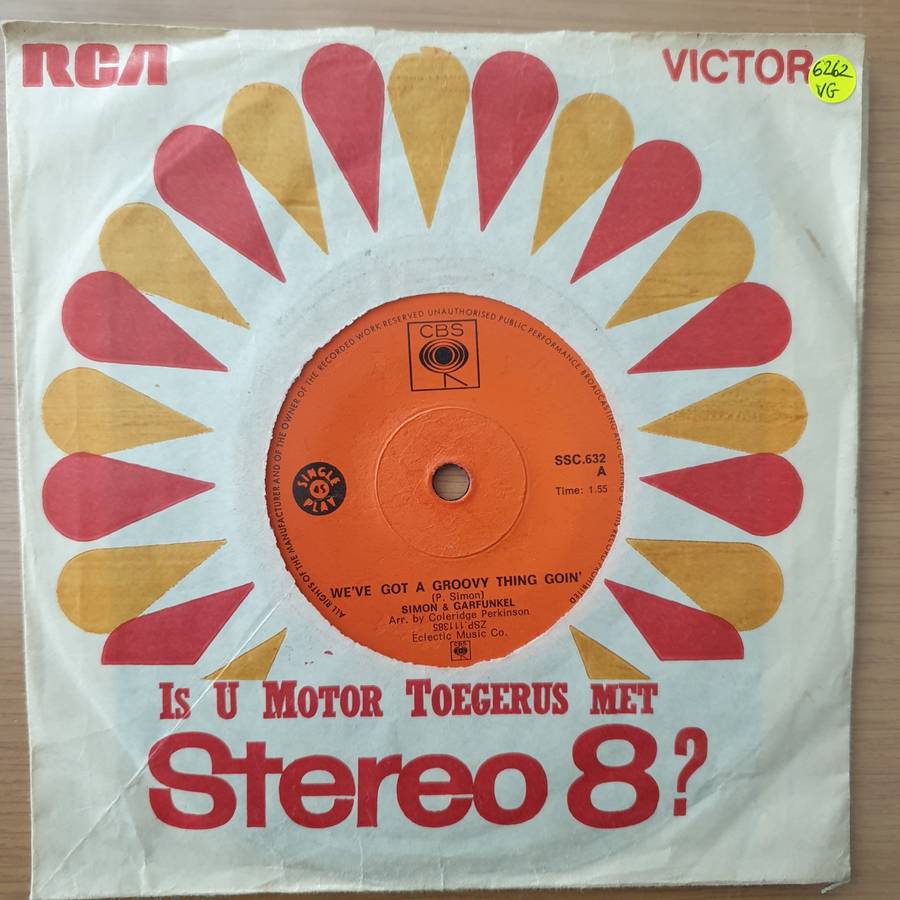 RCA
VICTOR
6262
VG
ALL RIGHTS OF THE MANUFACTURER AND OF THE OWNER OF THE RECORDED WORK RESERVED UNAUTHORISED PUBLIC PERFORMANCE BROADCASTING AND COPYING OF THIS RECORD PROHIBITED
CBS
SSC.632
A
Time: 1.55
SINGLE
45
PLAY
WE'VE GOT A GROOVY THING GOIN'
(P. Simon)
SIMON & GARFUNKEL
Arr. by Coleridge Perkinson
ZSP.111385
Eclectic Music Co.
CBS
IS U MOTOR TOEGERUS MET
Stereo 8?